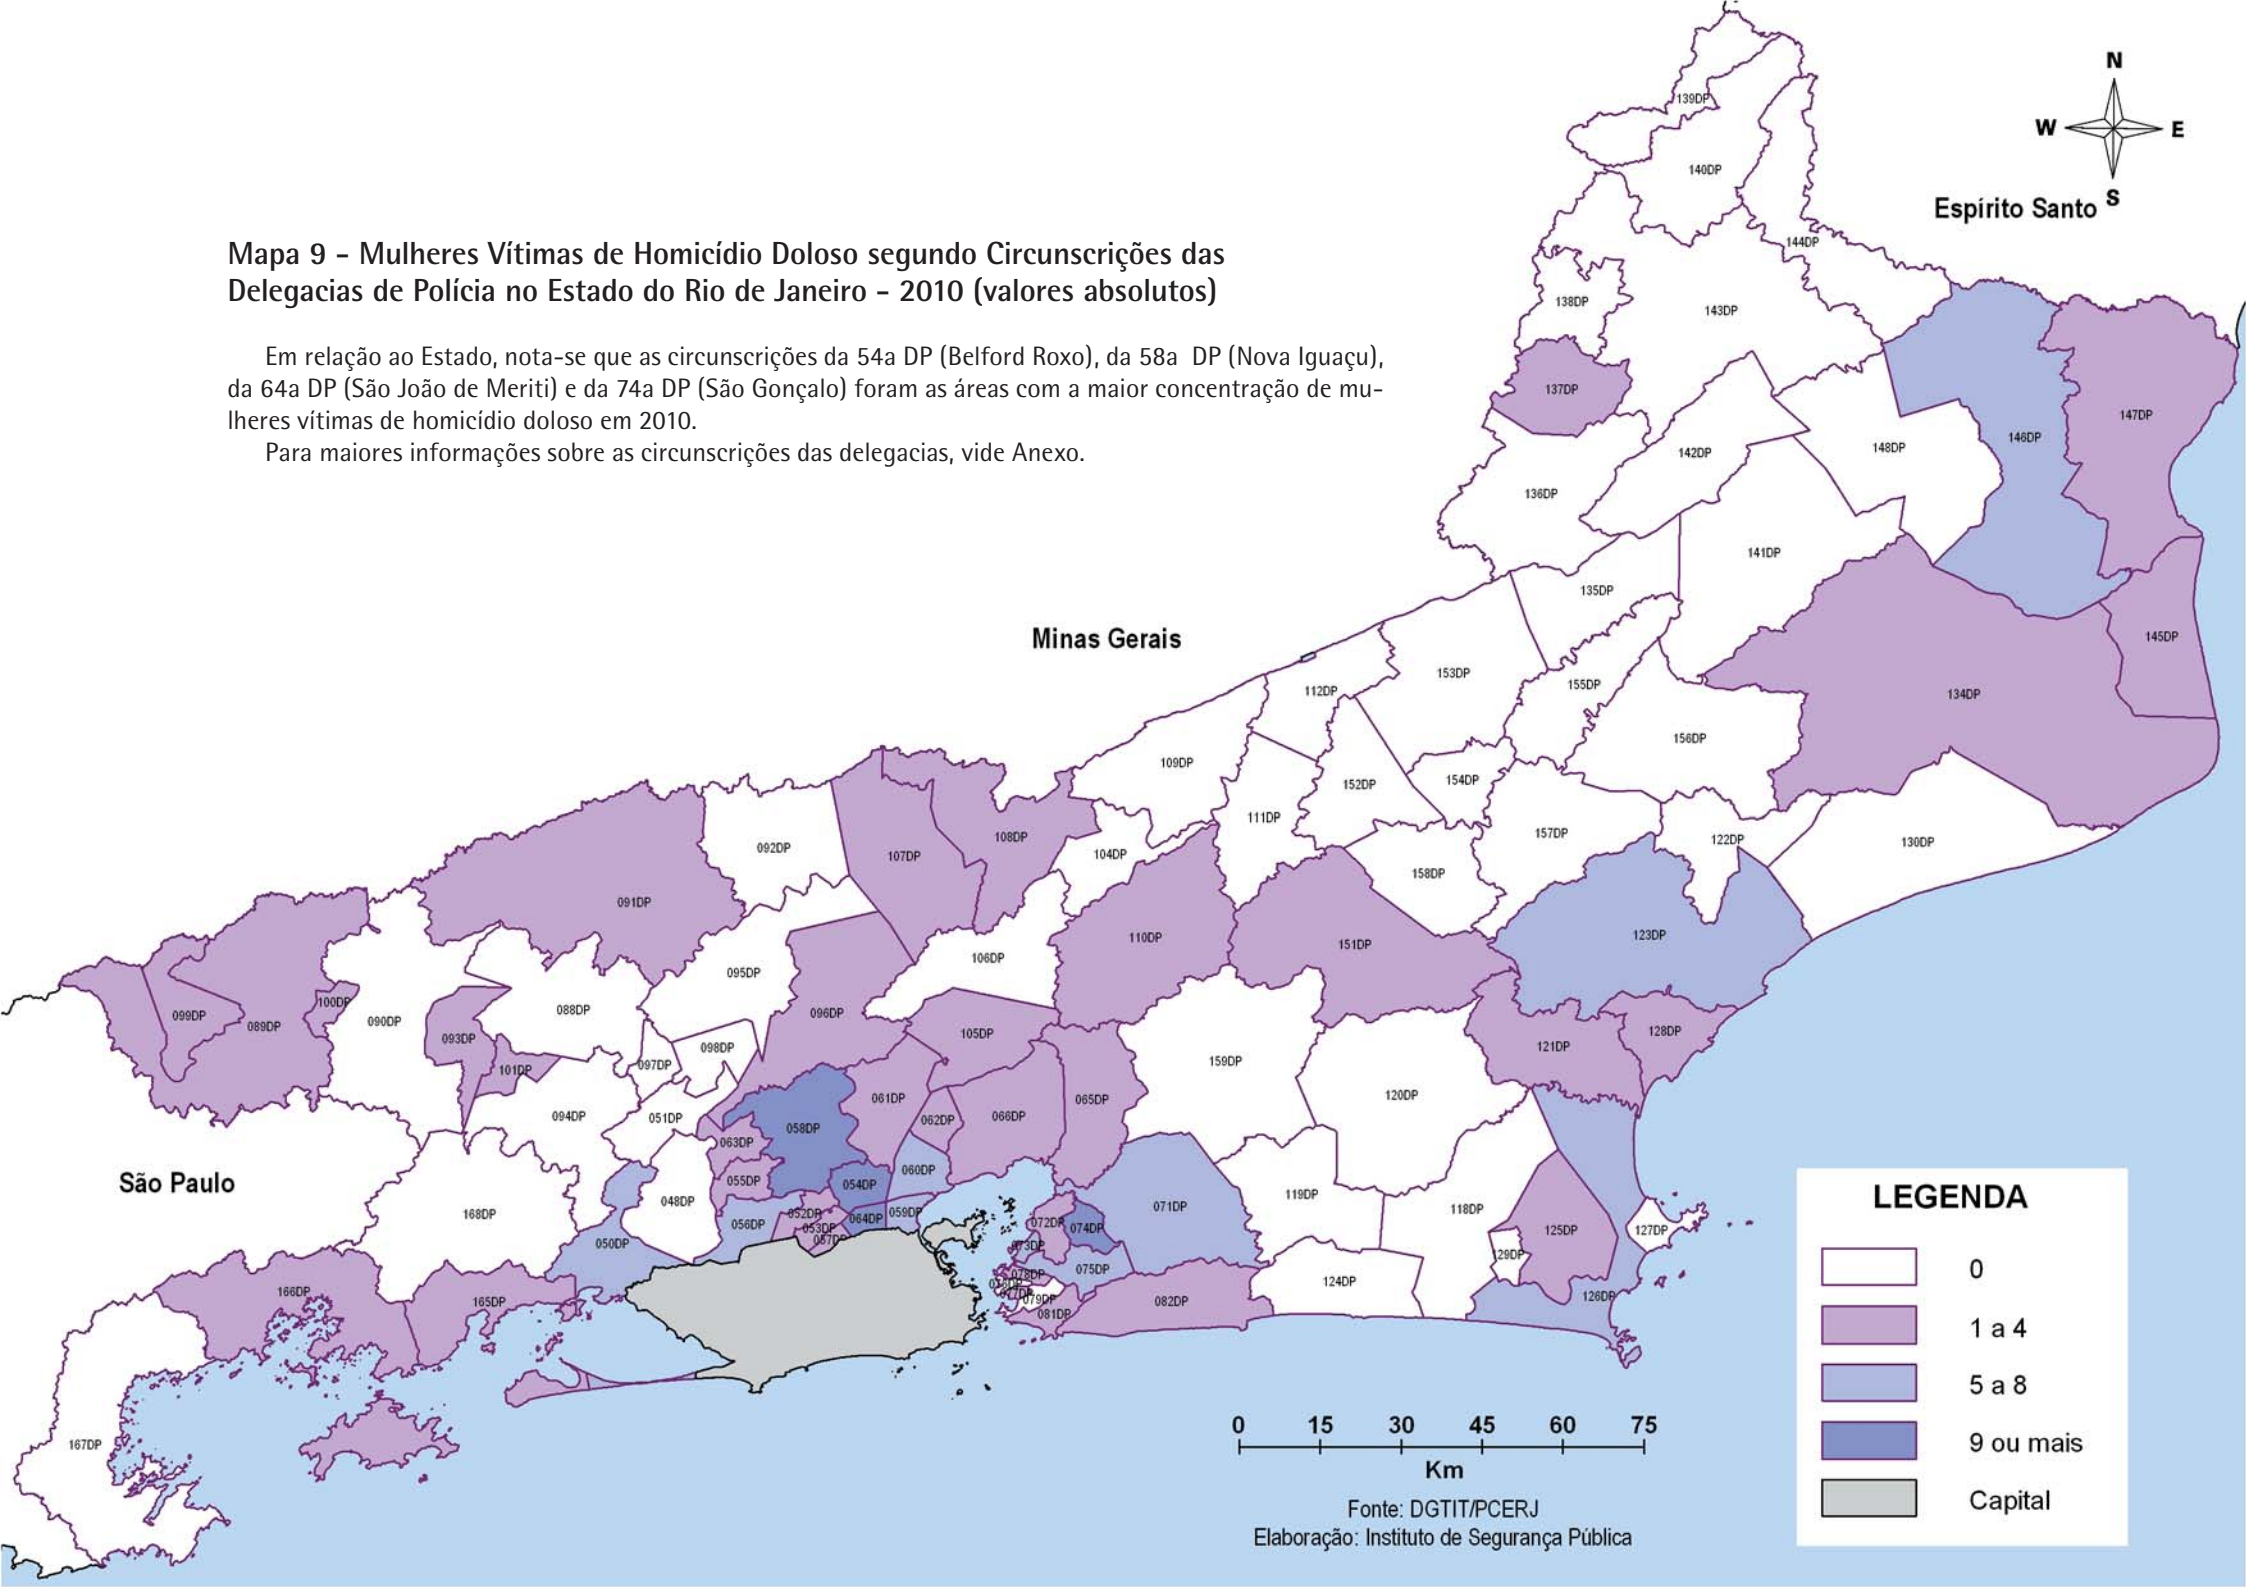 N
W E
S
Espírito Santo
Mapa 9 - Mulheres Vítimas de Homicídio Doloso segundo Circunscrições das
Delegacias de Polícia no Estado do Rio de Janeiro - 2010 (valores absolutos)
Em relação ao Estado, nota-se que as circunscrições da 54a DP (Belford Roxo), da 58a DP (Nova Iguaçu),
da 64a DP (São João de Meriti) e da 74a DP (São Gonçalo) foram as áreas com a maior concentração de mu-
lheres vítimas de homicídio doloso em 2010.
Para maiores informações sobre as circunscrições das delegacias, vide Anexo.
139DP
140DP
144DP
138DP
143DP
137DP
147DP
146DP
148DP
142DP
136DP
141DP
135DP
Minas Gerais
145DP
153DP
155DP
112DP
134DP
156DP
109DP
154DP
152DP
111DP
157DP
122DP
130DP
108DP
092DP
107DP
104DP
158DP
091DP
110DP
151DP
123DP
106DP
095DP
100DP
099DP
089DP
090DP
088DP
096DP
093DP
105DP
128DP
121DP
098DP
097DP
101DP
159DP
120DP
061DP
065DP
094DP
051DP
062DP
066DP
058DP
063DP
060DP
São Paulo
055DP
054DP
048DP
119DP
168DP
071DP
118DP
052DP
059DP
064DP
056DP
053DP
057DP
072DP
074DP
125DP
127DP
050DP
073DP
129DP
075DP
078DP
076DP
077DP
079DP
124DP
126DP
166DP
165DP
082DP
081DP
167DP
LEGENDA
0
1 a 4
5 a 8
9 ou mais
Capital
0 15 30 45 60 75
Km
Fonte: DGTIT/PCERJ
Elaboração: Instituto de Segurança Pública